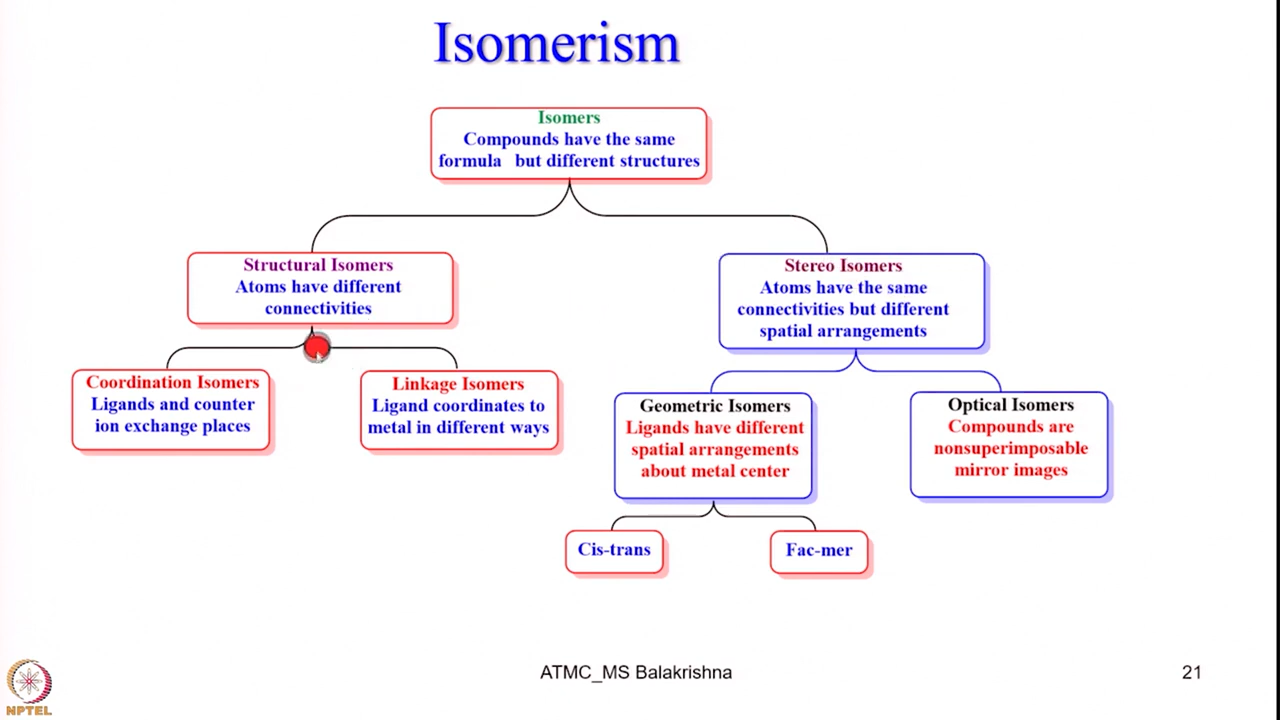 Isomerism
Isomers
Compounds have the same
formula but different structures
Structural Isomers
Atoms have different
connectivities
Stereo Isomers
Atoms have the same
connectivities but different
spatial arrangements
Coordination Isomers
Ligands and counter
ion exchange places
Linkage Isomers
Ligand coordinates to
metal in different ways
Geometric Isomers
Ligands have different
spatial arrangements
about metal center
Optical Isomers
Compounds are
nonsuperimposable
mirror images
Cis-trans
Fac-mer
NPTEL
ATMC_MS Balakrishna
21